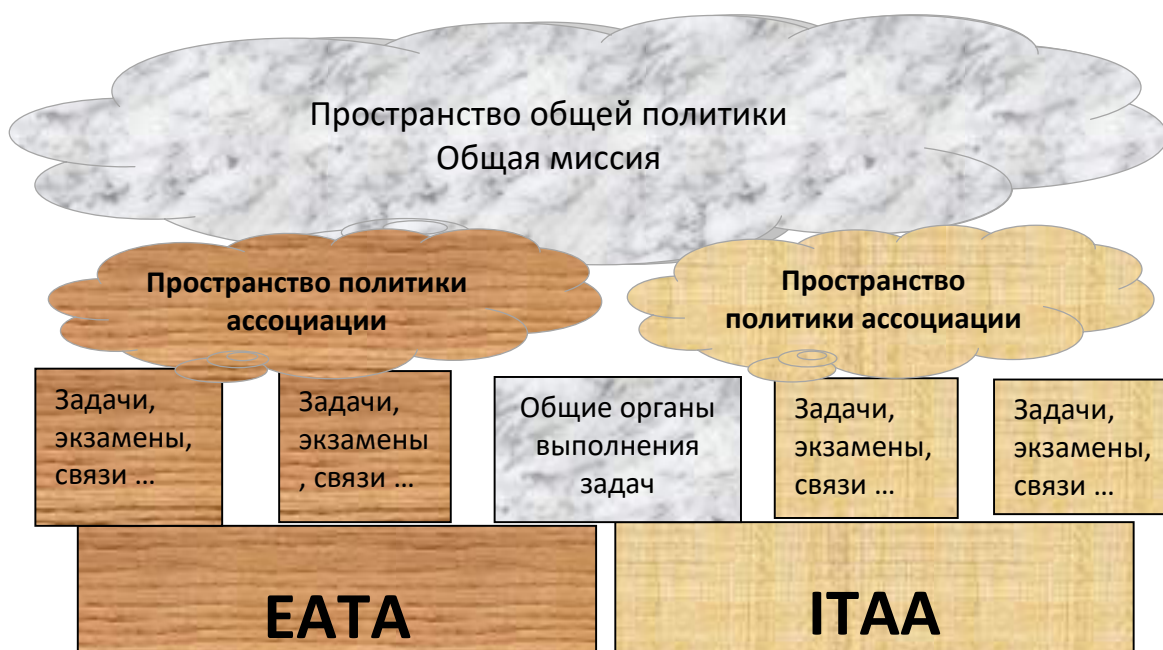 Пространство общей политики
Общая миссия
Пространство политики
ассоциации
Пространство
политики ассоциации
Задачи,
экзамены,
связи ...
Задачи,
экзамены
, связи ...
Общие органы
выполнения
задач
Задачи,
экзамены,
связи ...
Задачи,
экзамены,
связи ...
EATA
ITAA